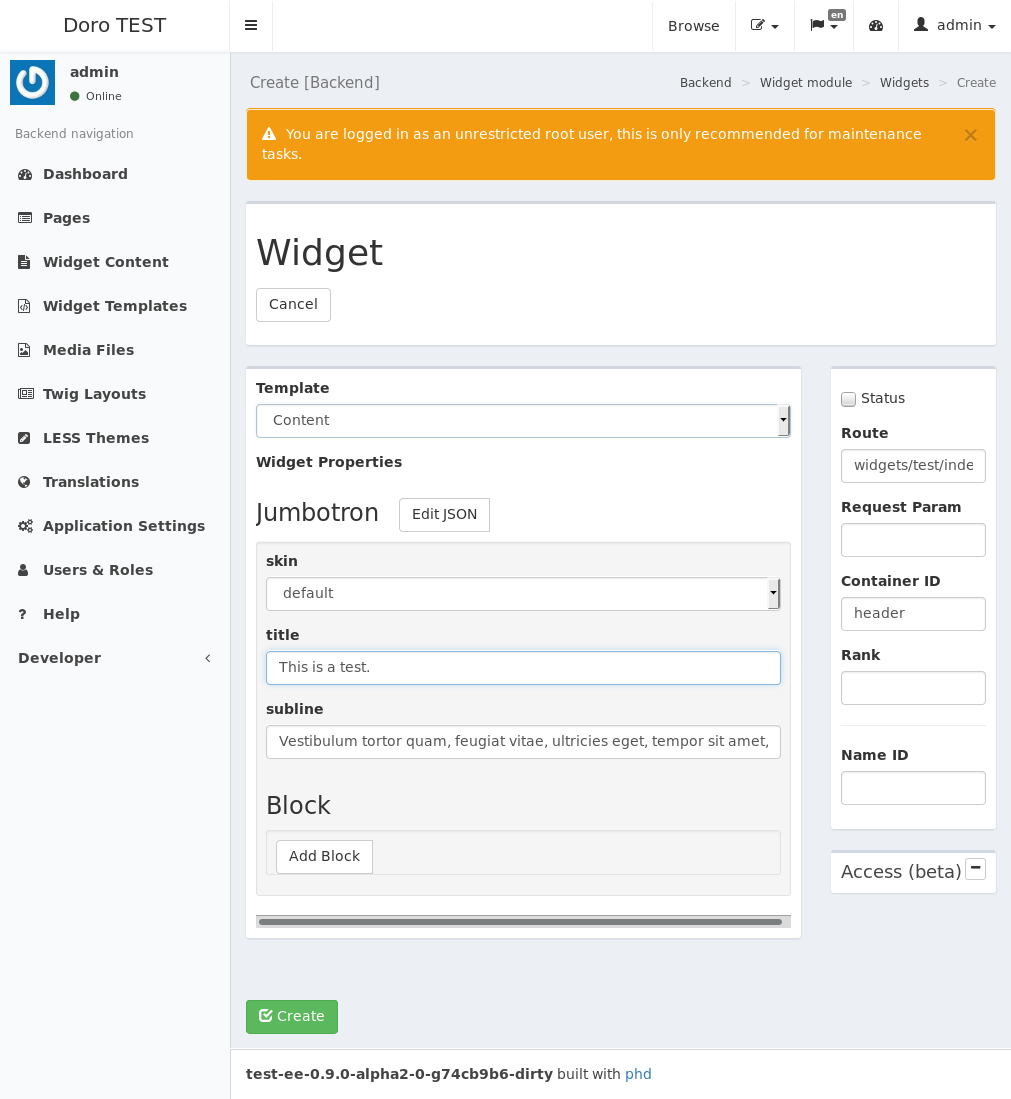 Doro TEST
Browse
en
admin
admin
Online
Backend navigation
Dashboard
Pages
Widget Content
Widget Templates
Media Files
Twig Layouts
LESS Themes
Translations
Application Settings
Users & Roles
? Help
Developer
Create [Backend]
Backend > Widget module > Widgets > Create
You are logged in as an unrestricted root user, this is only recommended for maintenance
tasks.
×
Widget
Cancel
Template
Content
Widget Properties
Jumbotron Edit JSON
skin
default
title
This is a test.
subline
Vestibulum tortor quam, feugiat vitae, ultricies eget, tempor sit amet,
Block
Add Block
Status
Route
widgets/test/inde
Request Param
Container ID
header
Rank
Name ID
Access (beta)
Create
test-ee-0.9.0-alpha2-0-g74cb9b6-dirty built with phd